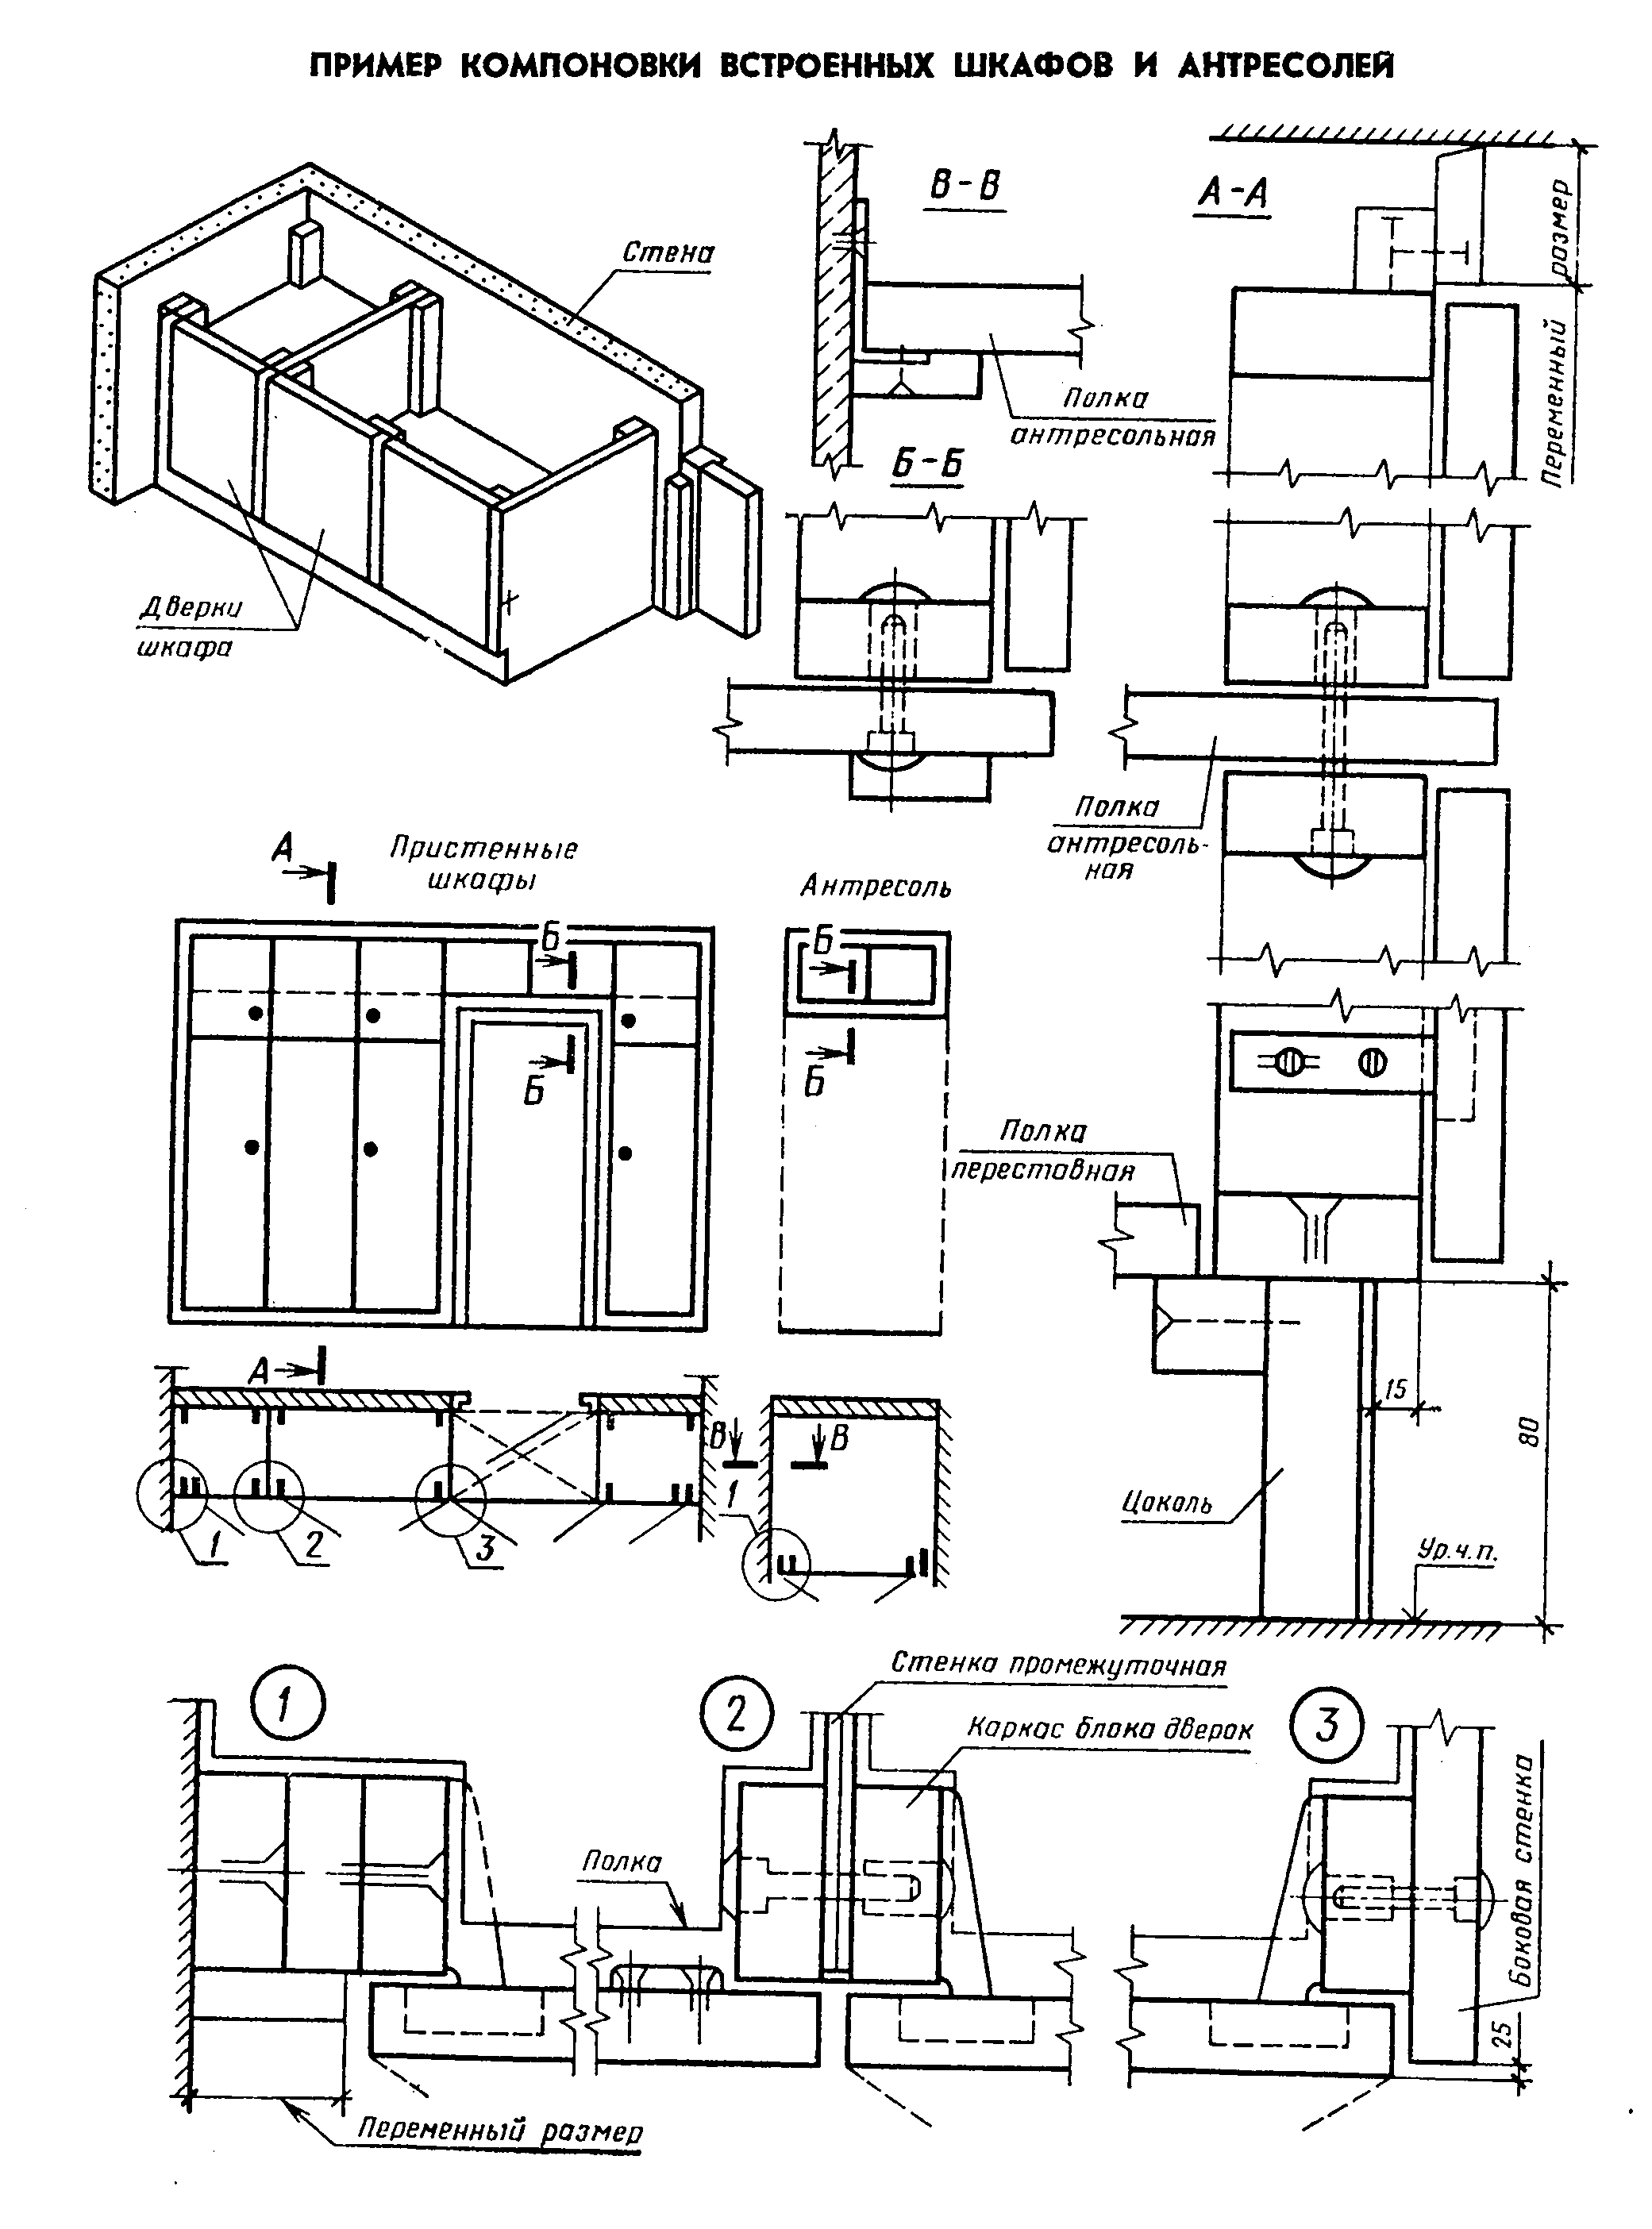 ПРИМЕР КОМПОНОВКИ ВСТРОЕННЫХ ШКАФОВ И АНТРЕСОЛЕЙ
Стена
Дверки
шкафа
В-В
Полка
антресольная
Б-Б
А-А
Переменный размер
Полка
антресоль-
ная
А
Пристенные
шкафы
Б
Б
А
Антресоль
Б
Б
Полка
переставная
15
80
Цоколь
Ур.ч.п.
1
2
3
В
В
1
1
Переменный размер
Полка
2
Стенка промежуточная
Каркас блока дверок
3
Боковая стенка
25